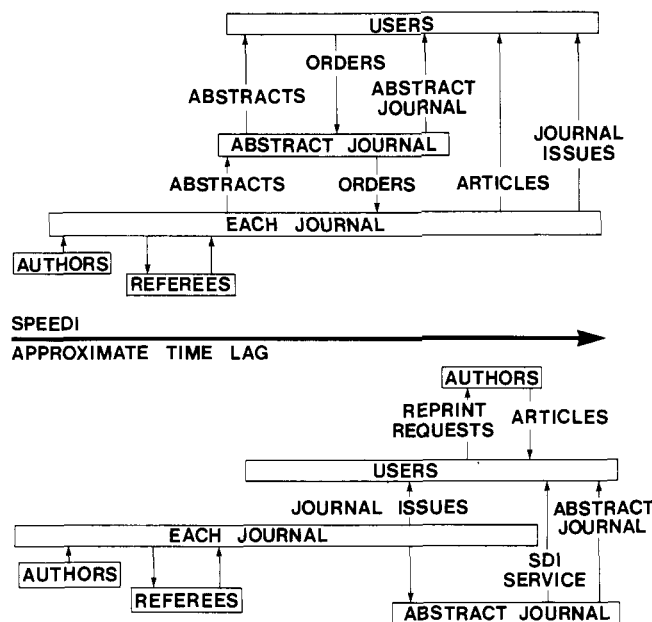 USERS
ORDERS
ABSTRACTS
ABSTRACT
JOURNAL
JOURNAL
ISSUES
ABSTRACT JOURNAL
ABSTRACTS
ORDERS
ARTICLES
EACH JOURNAL
AUTHORS
REFEREES
SPEEDI
APPROXIMATE TIME LAG
AUTHORS
REPRINT
REQUESTS
ARTICLES
USERS
JOURNAL ISSUES
ABSTRACT
JOURNAL
EACH JOURNAL
SDI
SERVICE
AUTHORS
REFEREES
ABSTRACT JOURNAL